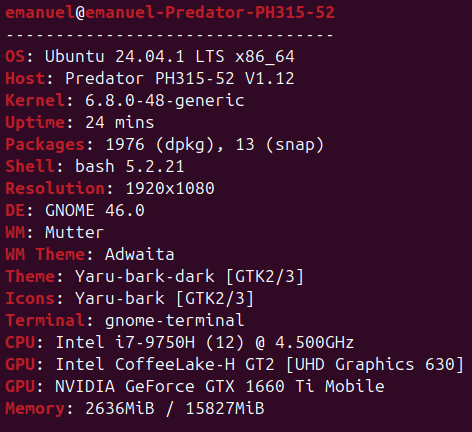 emanuel@emanuel-Predator-PH315-52
---------------------------------
OS: Ubuntu 24.04.1 LTS x86_64
Host: Predator PH315-52 V1.12
Kernel: 6.8.0-48-generic
Uptime: 24 mins
Packages: 1976 (dpkg), 13 (snap)
Shell: bash 5.2.21
Resolution: 1920x1080
DE: GNOME 46.0
WM: Mutter
WM Theme: Adwaita
Theme: Yaru-bark-dark [GTK2/3]
Icons: Yaru-bark [GTK2/3]
Terminal: gnome-terminal
CPU: Intel i7-9750H (12) @ 4.500GHz
GPU: Intel CoffeeLake-H GT2 [UHD Graphics 630]
GPU: NVIDIA GeForce GTX 1660 Ti Mobile
Memory: 2636MiB / 15827MiB